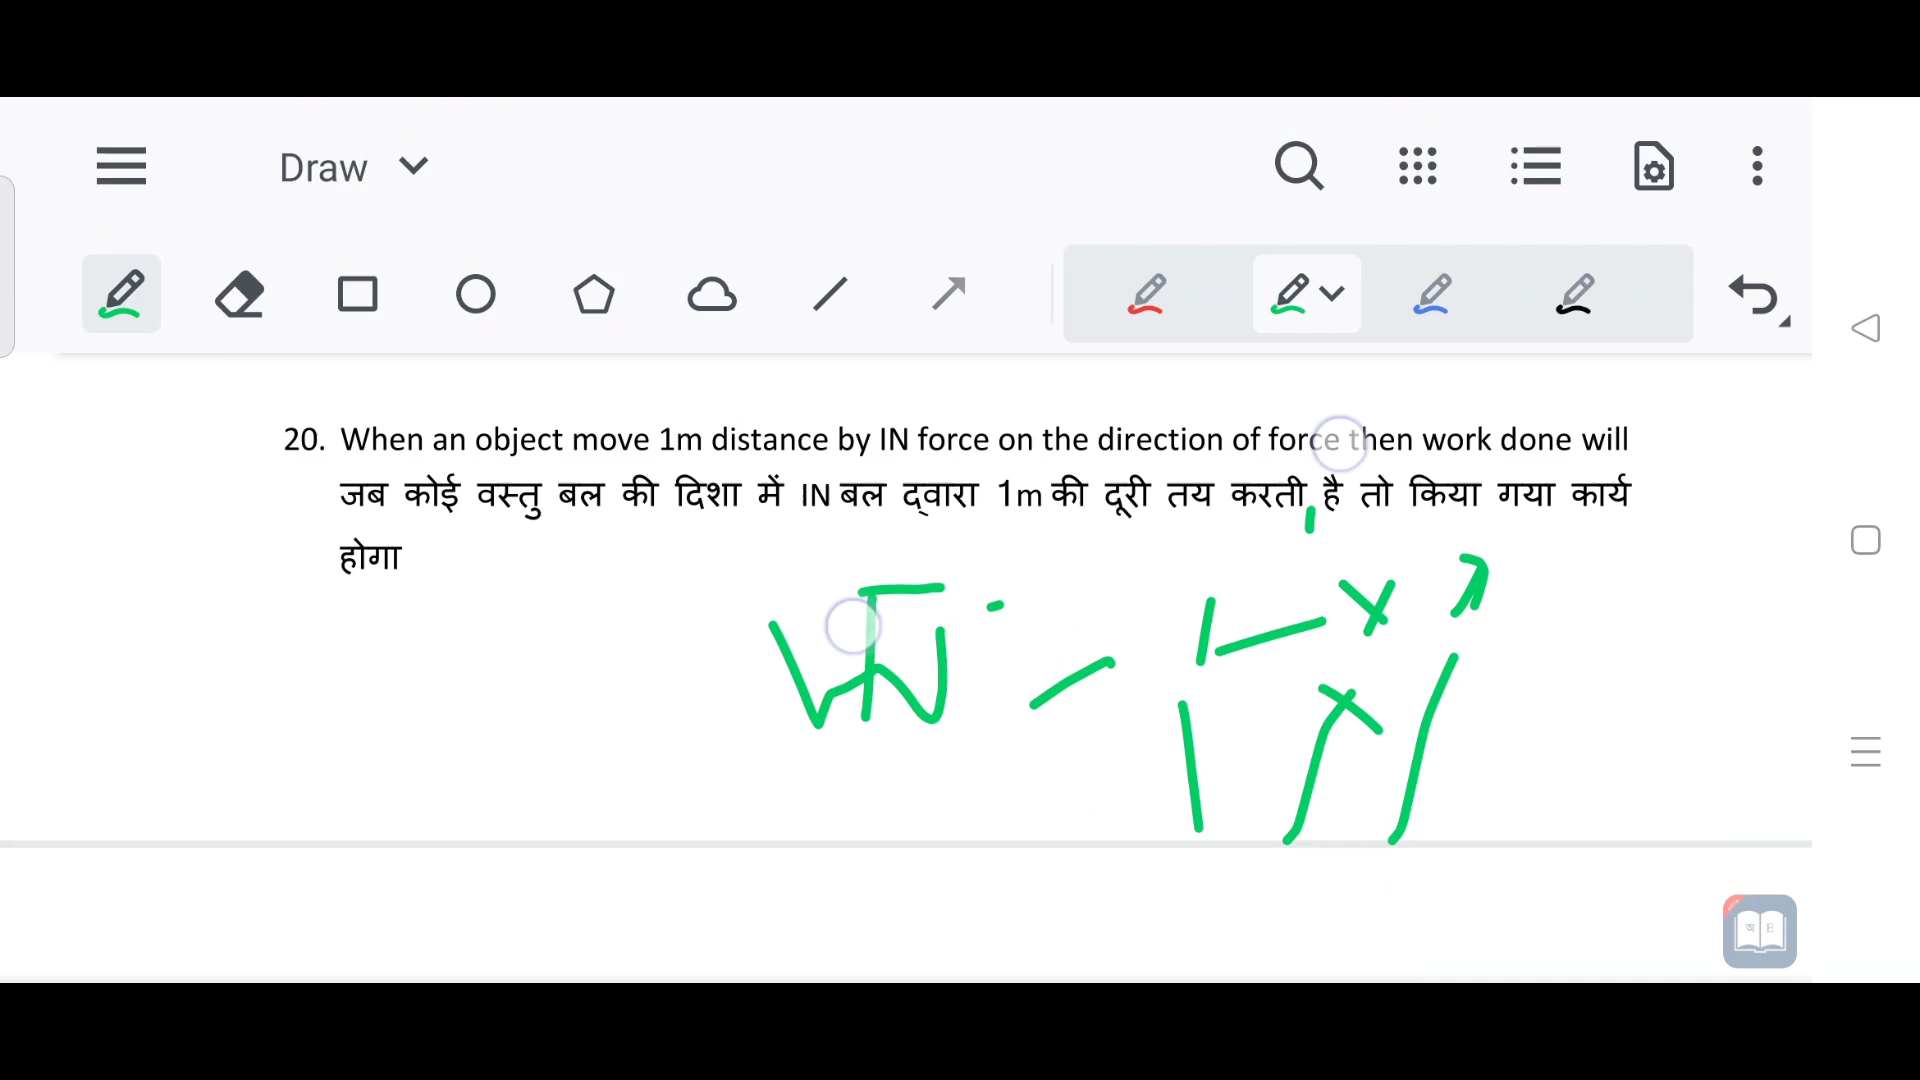 Draw
20. When an object move 1m distance by IN force on the direction of force then work done will
जब कोई वस्तु बल की दिशा में IN बल द्वारा 1m की दूरी तय करती है तो किया गया कार्य
होगा